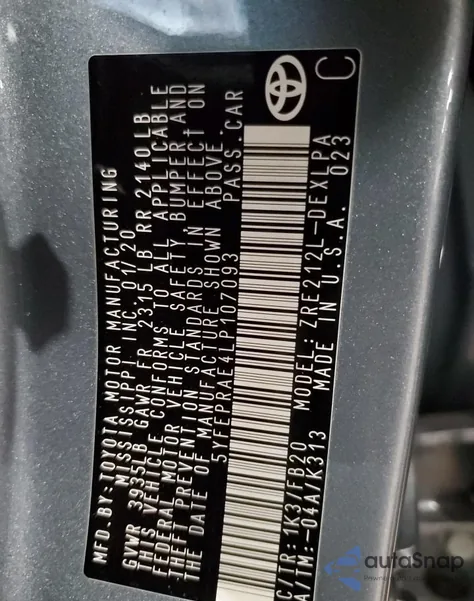 MFD.BY:TOYOTA MOTOR MANUFACTURING
MISSISSIPPI, INC. 01/20
GVWR 3935LB GAWR FR 2315 LB RR 2140LB
THIS VEHICLE CONFORMS TO ALL APPLICABLE
FEDERAL MOTOR VEHICLE SAFETY BUMPER AND
THEFT PREVENTION STANDARDS IN EFFECT ON
THE DATE OF MANUFACTURE SHOWN ABOVE.
5YFEPRAE4LP107093 PASS.CAR
C/TR:1K3/FB20 MODEL:ZRE212L-DEXLPA
A/TM:-04A/K313 MADE IN U.S.A. 023
C
autoSnap